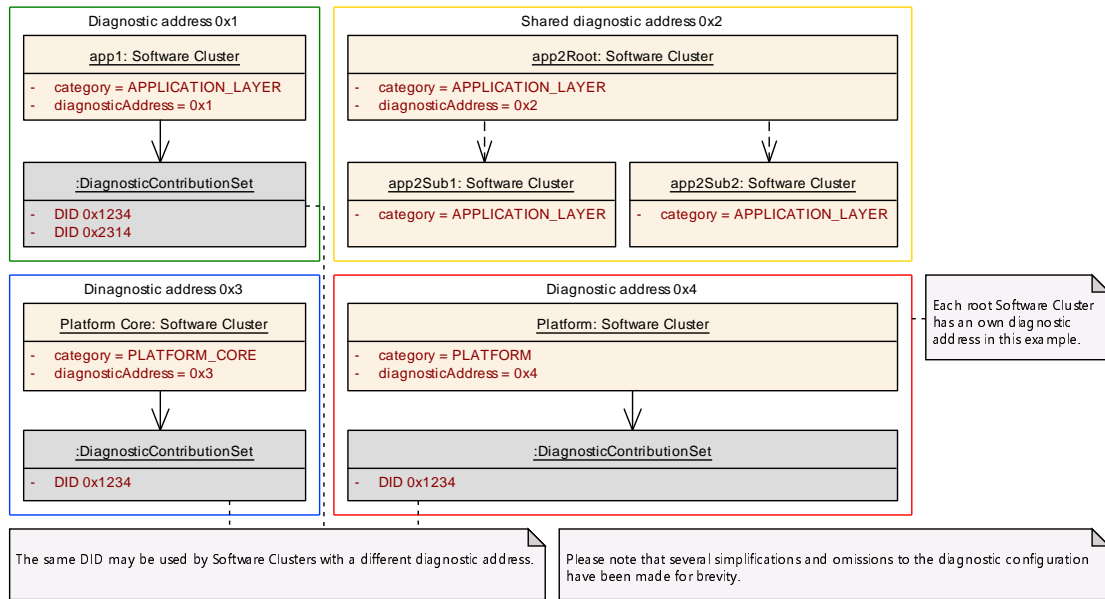 Diagnostic address 0x1
app1: Software Cluster
- category = APPLICATION_LAYER
- diagnosticAddress = 0x1
:DiagnosticContributionSet
- DID 0x1234
- DID 0x2314
Shared diagnostic address 0x2
app2Root: Software Cluster
- category = APPLICATION_LAYER
- diagnosticAddress = 0x2
app2Sub1: Software Cluster
- category = APPLICATION_LAYER
app2Sub2: Software Cluster
- category = APPLICATION_LAYER
Dinagnostic address 0x3
Platform Core: Software Cluster
- category = PLATFORM_CORE
- diagnosticAddress = 0x3
:DiagnosticContributionSet
- DID 0x1234
Diagnostic address 0x4
Platform: Software Cluster
- category = PLATFORM
- diagnosticAddress = 0x4
:DiagnosticContributionSet
- DID 0x1234
Each root Software Cluster
has an own diagnostic
address in this example.
The same DID may be used by Software Clusters with a different diagnostic address.
Please note that several simplifications and omissions to the diagnostic configuration
have been made for brevity.